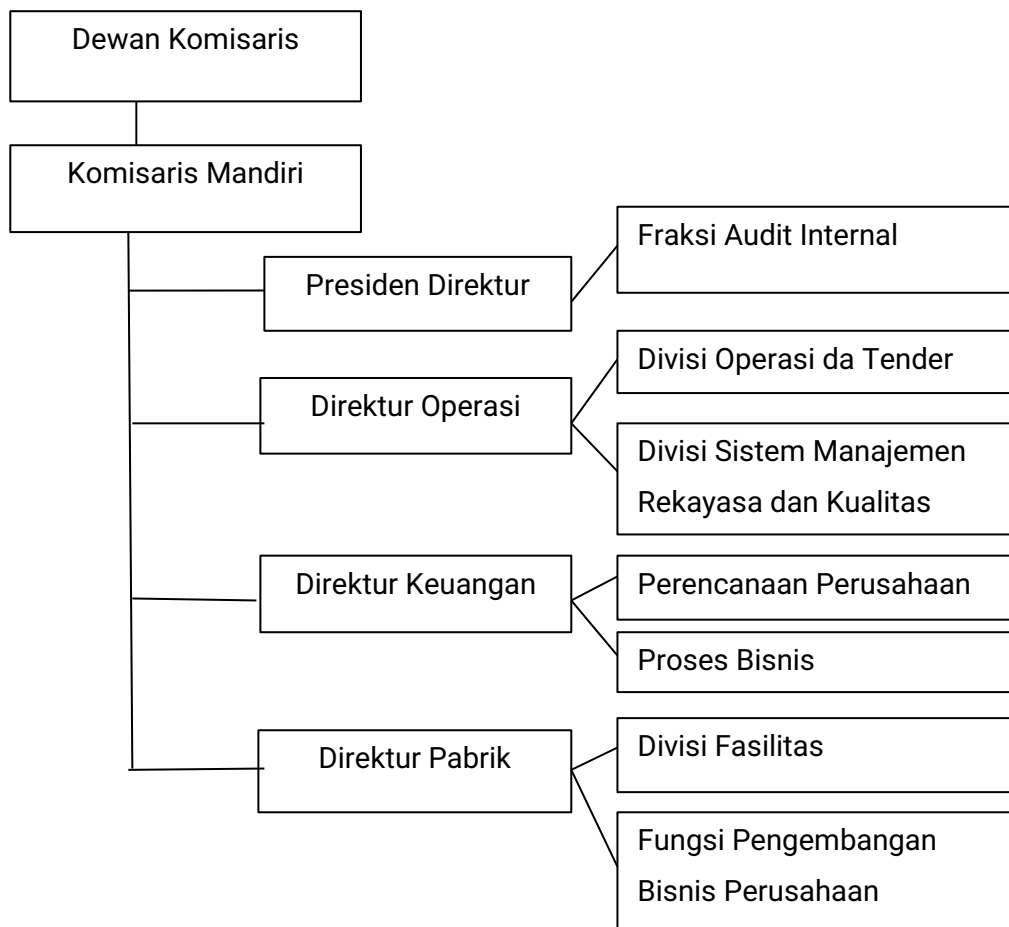 Dewan Komisaris
Komisaris Mandiri
Fraksi Audit Internal
Presiden Direktur
Divisi Operasi da Tender
Direktur Operasi
Divisi Sistem Manajemen
Rekayasa dan Kualitas
Direktur Keuangan
Perencanaan Perusahaan
Proses Bisnis
Divisi Fasilitas
Direktur Pabrik
Fungsi Pengembangan
Bisnis Perusahaan